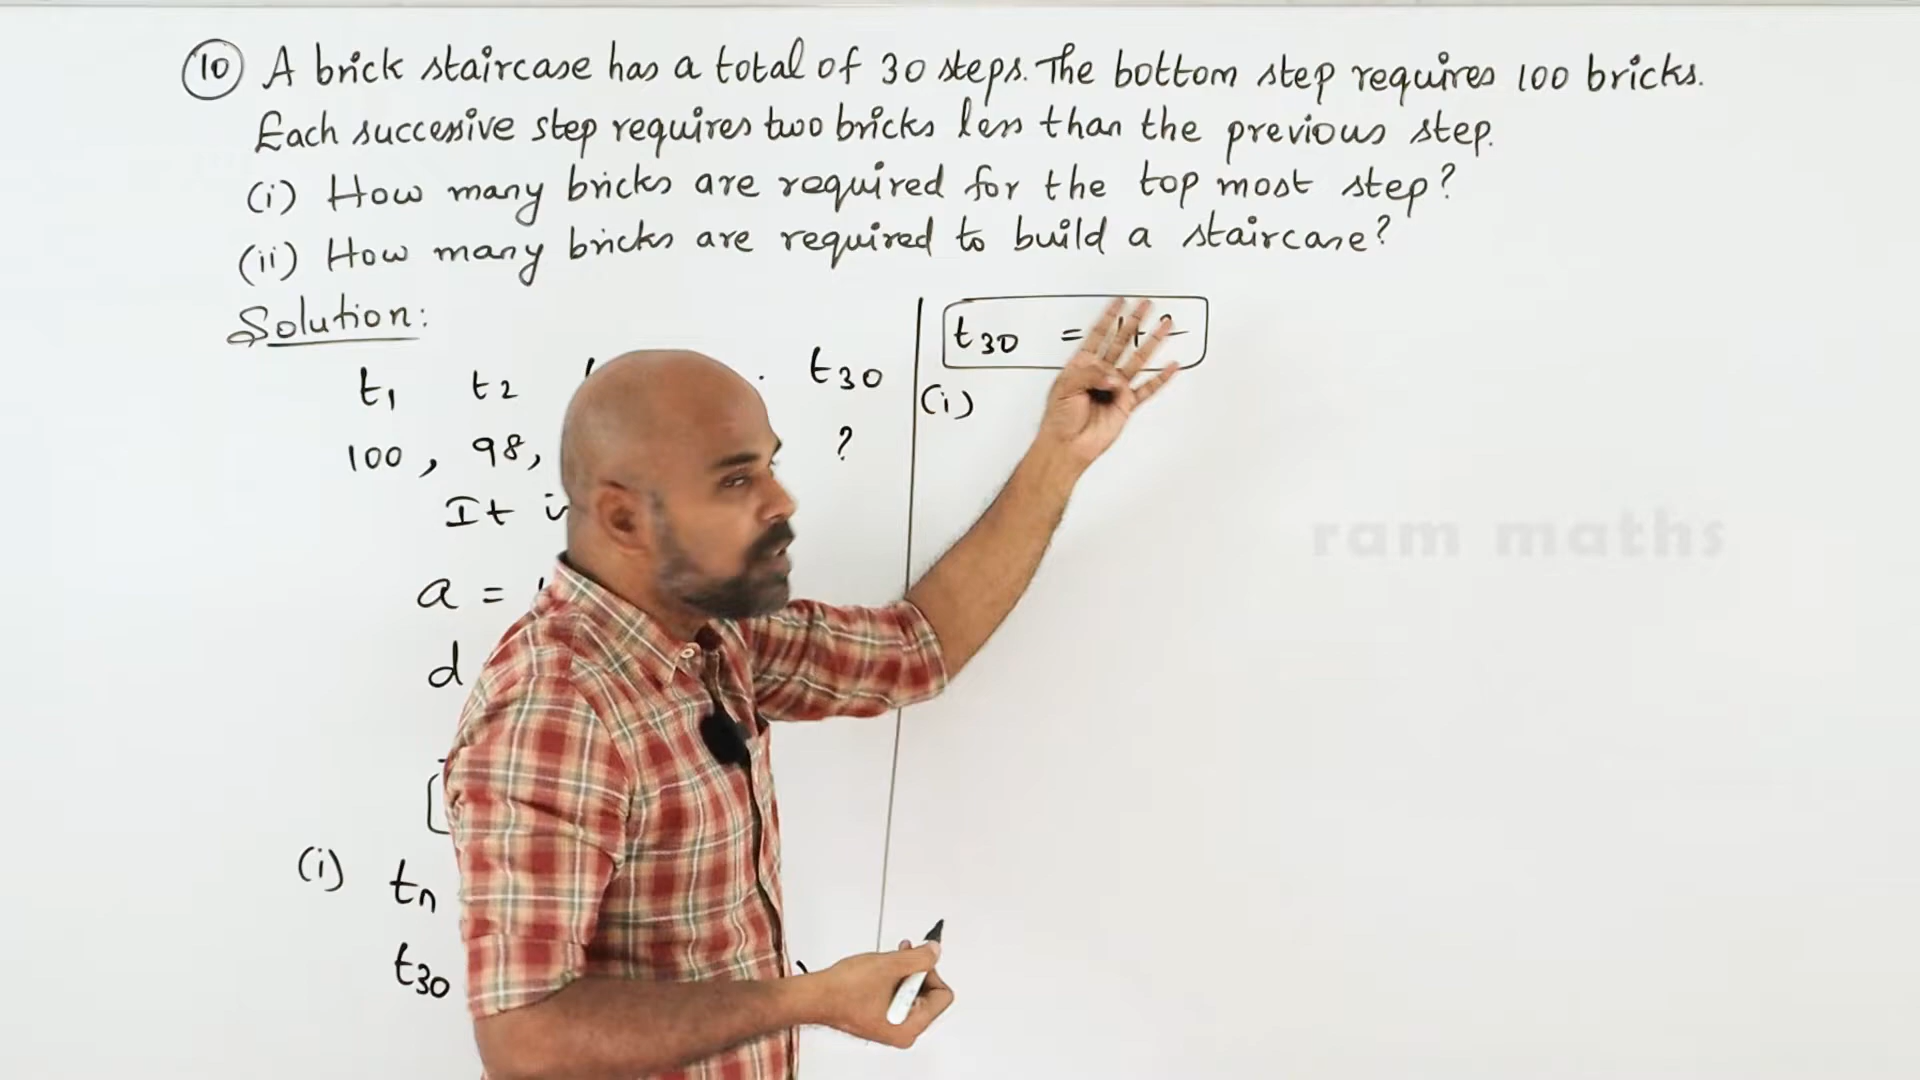 10 A brick staircase has a total of 30 steps. The bottom step requires 100 bricks.
Each successive step requires two bricks less than the previous step.
(i) How many bricks are required for the top most step?
(ii) How many bricks are required to build a staircase?
Solution:
t1 t2 t30
100, 98, ?
It
a =
d
(i) tn
t30
t30 =
(i)
ram maths